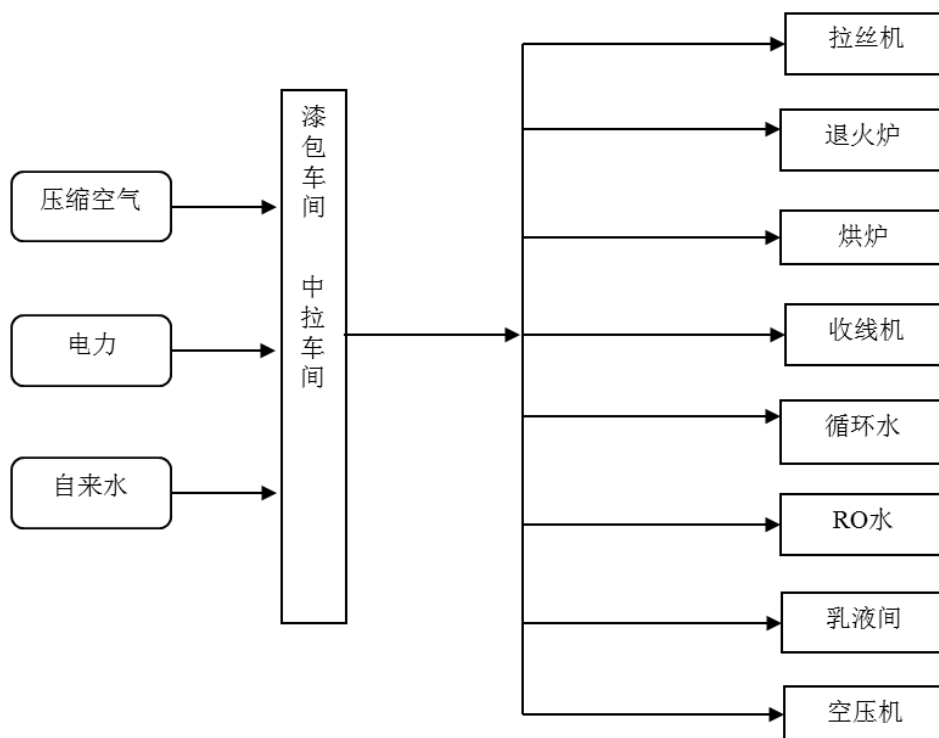 压缩空气
电力
自来水
漆包车间
中拉车间
拉丝机
退火炉
烘炉
收线机
循环水
RO水
乳液间
空压机